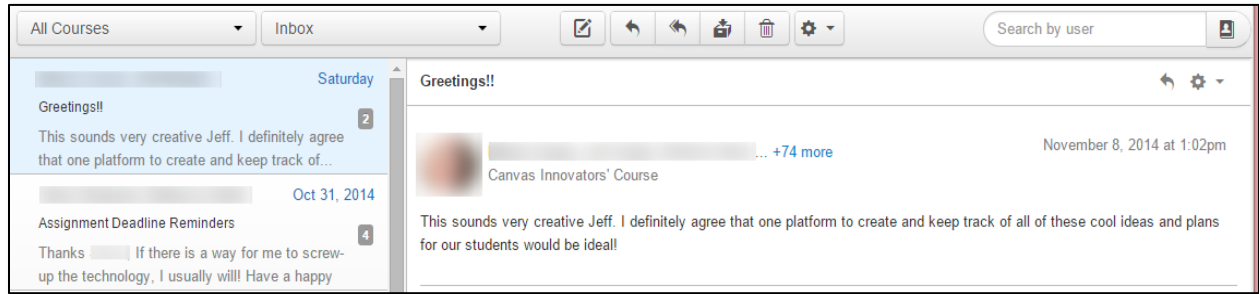 All Courses
Inbox
Search by user
Saturday
Greetings!!
2
This sounds very creative Jeff. I definitely agree
that one platform to create and keep track of...
Oct 31, 2014
Assignment Deadline Reminders
4
Thanks If there is a way for me to screw-
up the technology, I usually will! Have a happy
Greetings!!
... +74 more
November 8, 2014 at 1:02pm
Canvas Innovators' Course
This sounds very creative Jeff. I definitely agree that one platform to create and keep track of all of these cool ideas and plans
for our students would be ideal!